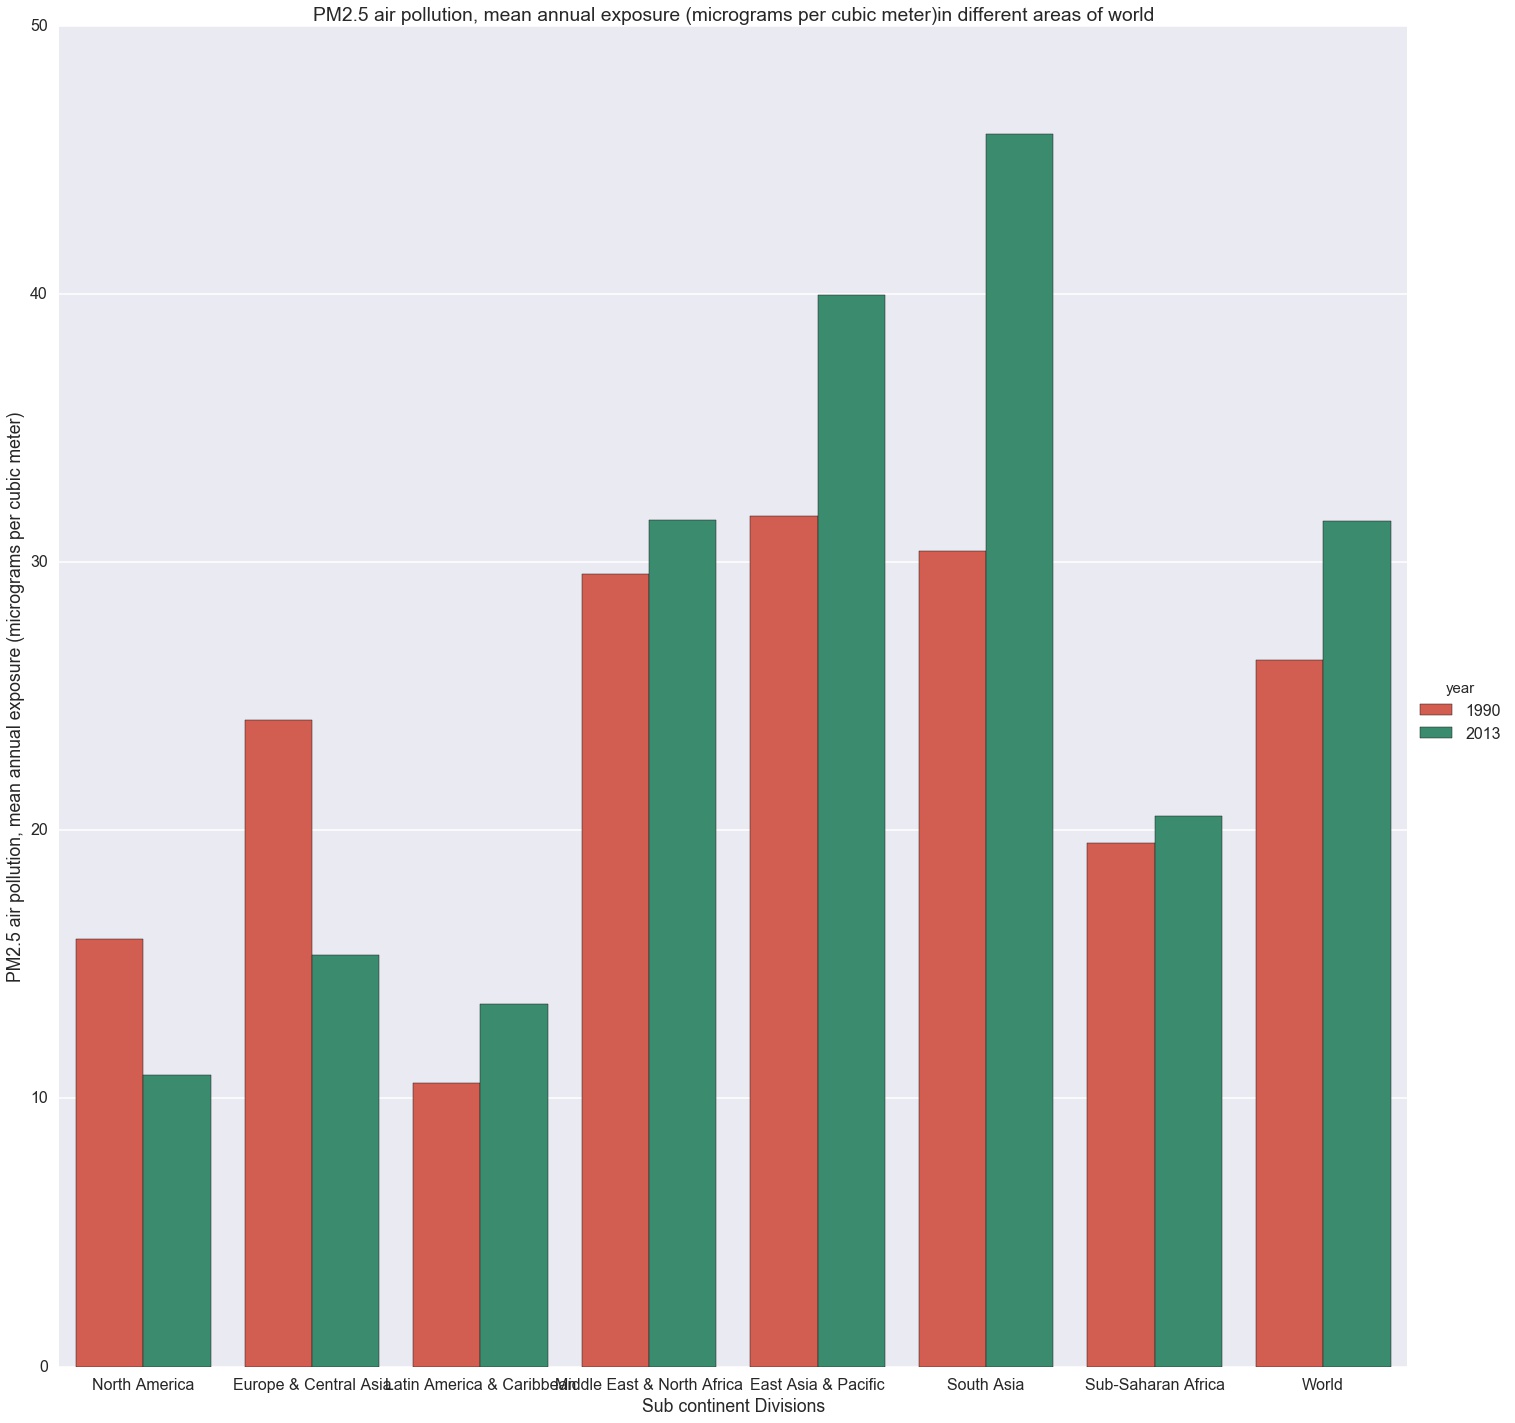 PM2.5 air pollution, mean annual exposure (micrograms per cubic meter)in different areas of world
PM2.5 air pollution, mean annual exposure (micrograms per cubic meter)
50
40
30
20
10
0
year
1990
2013
North America Europe & Central Asia Latin America & Caribbean Middle East & North Africa East Asia & Pacific South Asia Sub-Saharan Africa World
Sub continent Divisions